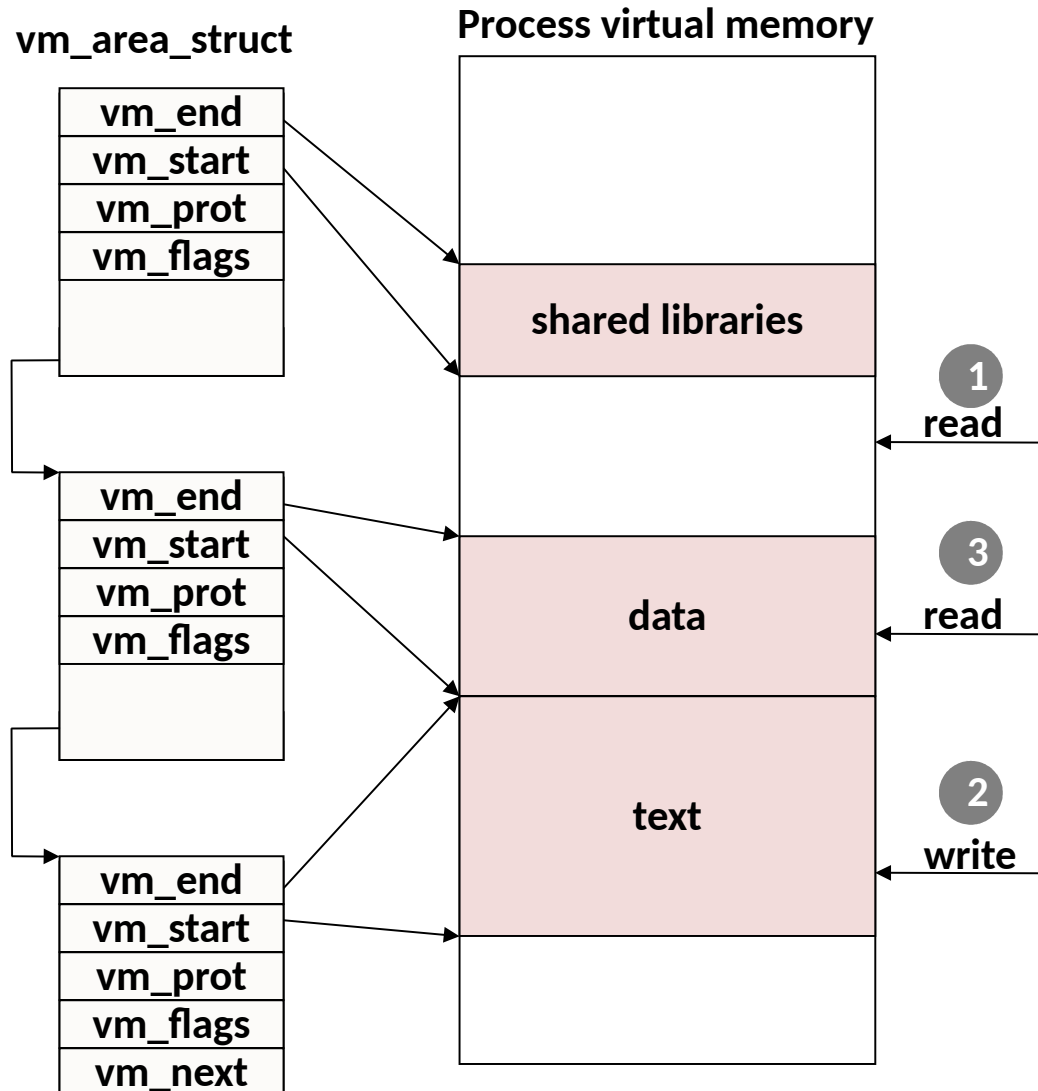 vm_area_struct
vm_end
vm_start
vm_prot
vm_flags
vm_end
vm_start
vm_prot
vm_flags
vm_end
vm_start
vm_prot
vm_flags
vm_next
Process virtual memory
shared libraries
data
text
1
read
3
read
2
write